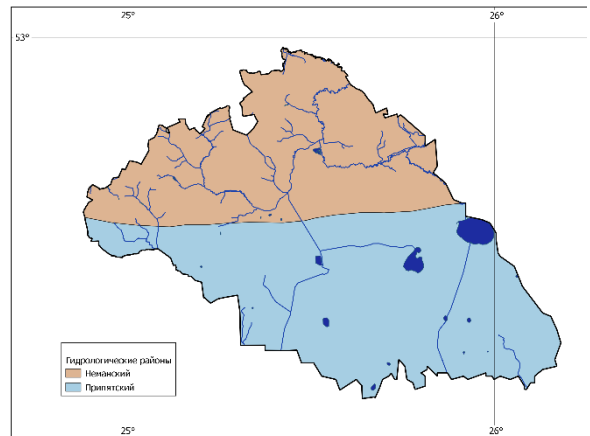 25° 26°
53°
Гидрологические районы
Неманский
Припятский
25° 26°